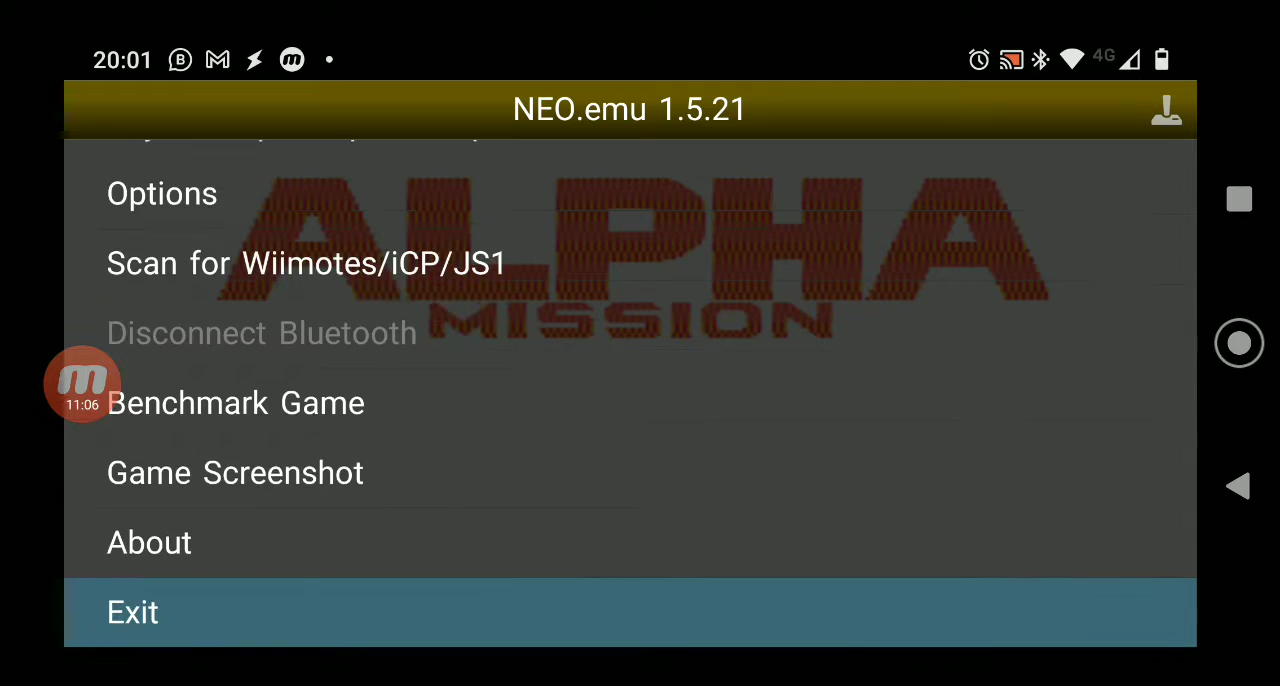 20:01
4G
NEO.emu 1.5.21
Options
ALPHA
Scan for Wiimotes/iCP/JS1
MISSION
Disconnect Bluetooth
11:06
Benchmark Game
Game Screenshot
About
Exit